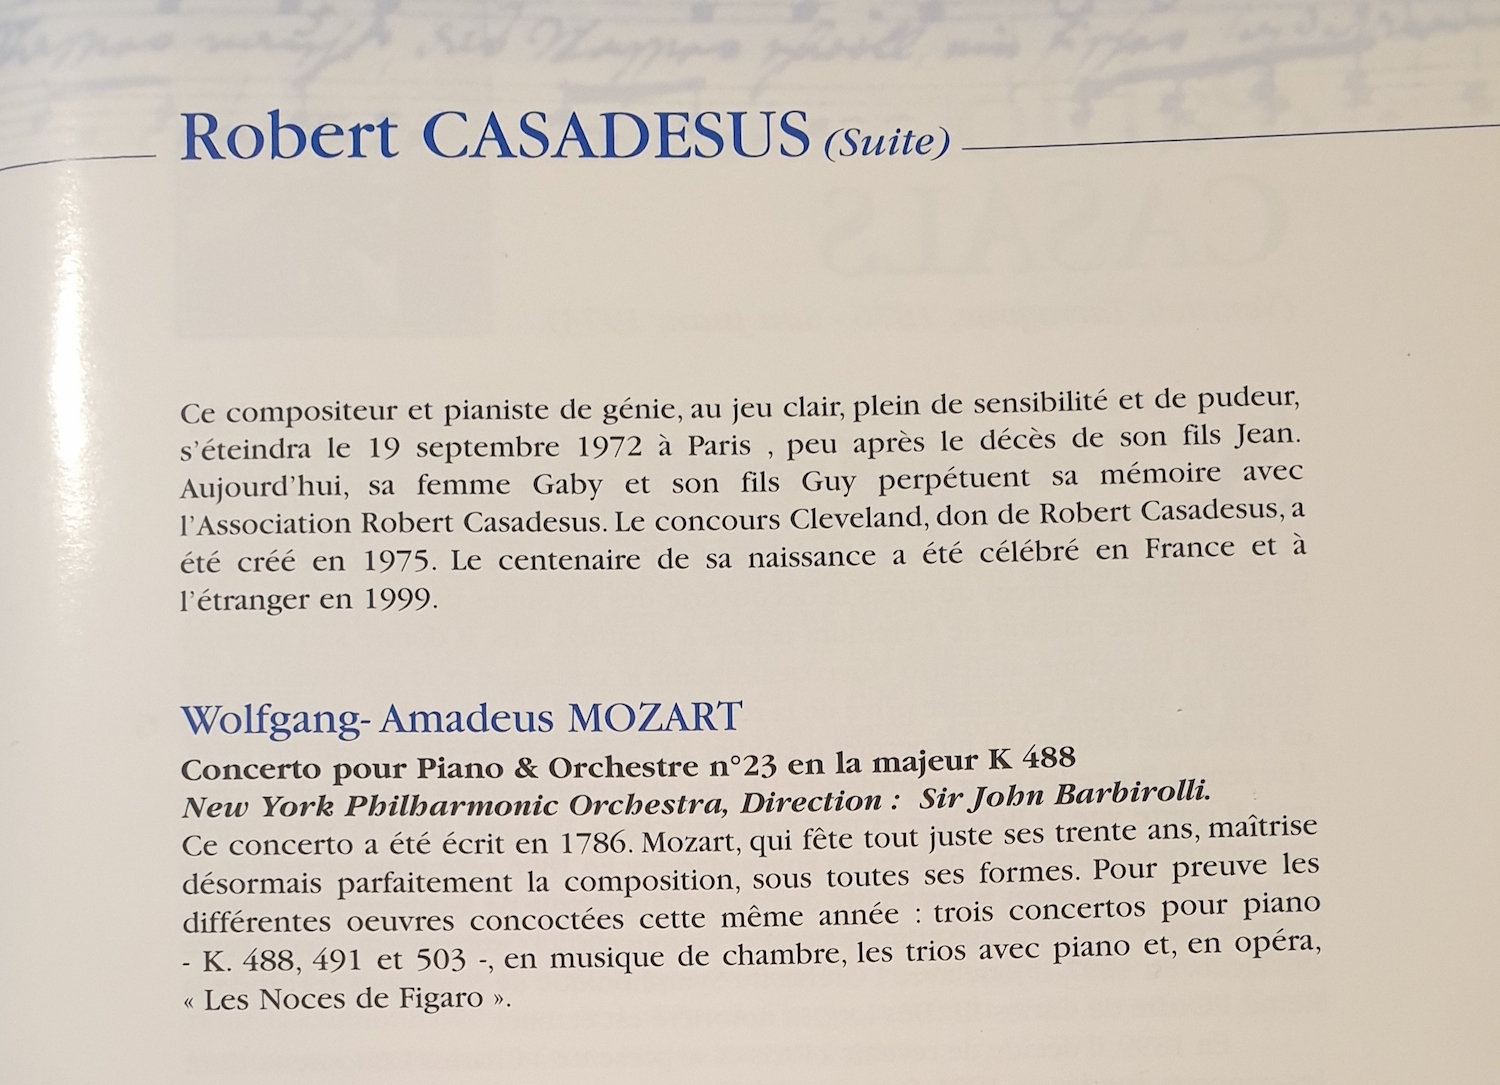 Robert CASADESUS (Suite)
CASALS
Ce compositeur et pianiste de génie, au jeu clair, plein de sensibilité et de pudeur,
s'éteindra le 19 septembre 1972 à Paris , peu après le décès de son fils Jean.
Aujourd'hui, sa femme Gaby et son fils Guy perpétuent sa mémoire avec
l'Association Robert Casadesus. Le concours Cleveland, don de Robert Casadesus, a
été créé en 1975. Le centenaire de sa naissance a été célébré en France et à
l'étranger en 1999.
Wolfgang- Amadeus MOZART
Concerto pour Piano & Orchestre n°23 en la majeur K 488
New York Philharmonic Orchestra, Direction : Sir John Barbirolli.
Ce concerto a été écrit en 1786. Mozart, qui fête tout juste ses trente ans, maîtrise
désormais parfaitement la composition, sous toutes ses formes. Pour preuve les
différentes oeuvres concoctées cette même année : trois concertos pour piano
- K. 488, 491 et 503 -, en musique de chambre, les trios avec piano et, en opéra,
« Les Noces de Figaro ».